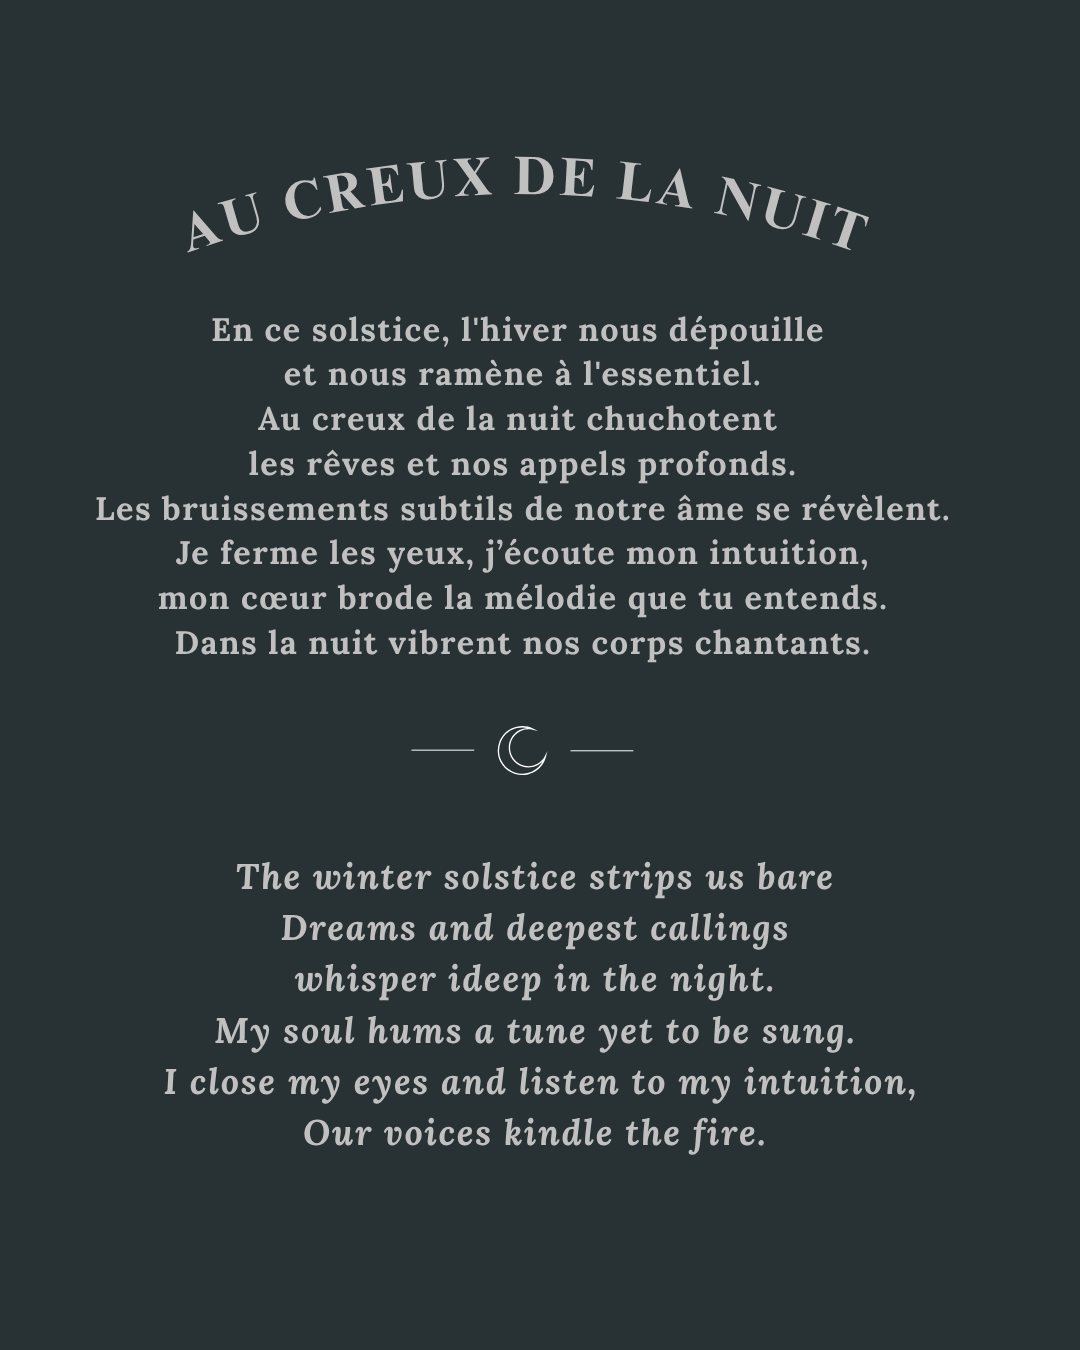 AU CREUX DE LA NUIT
En ce solstice, l'hiver nous dépouille
et nous ramène à l'essentiel.
Au creux de la nuit chuchotent
les rêves et nos appels profonds.
Les bruissements subtils de notre âme se révèlent.
Je ferme les yeux, j’écoute mon intuition,
mon cœur brode la mélodie que tu entends.
Dans la nuit vibrent nos corps chantants.
The winter solstice strips us bare
Dreams and deepest callings
whisper ideep in the night.
My soul hums a tune yet to be sung.
I close my eyes and listen to my intuition,
Our voices kindle the fire.